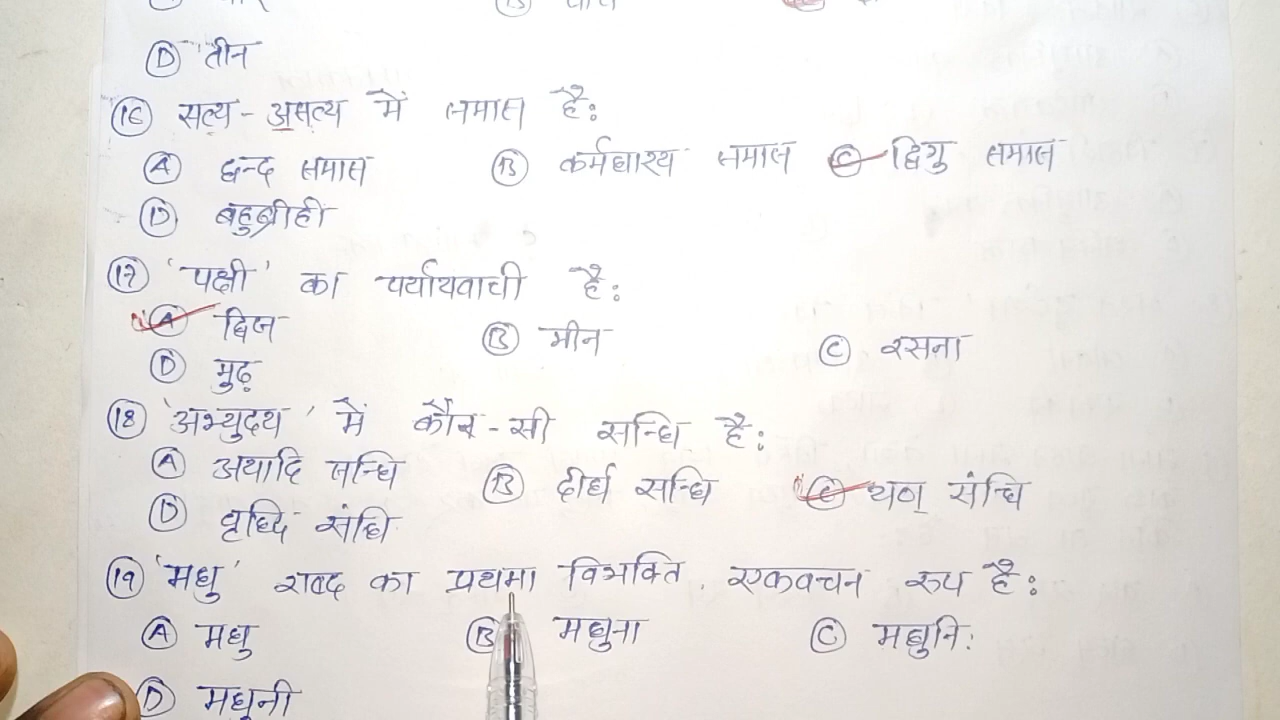 (D) तीन
(16) सत्य - असत्य में समास है:
(A) द्वन्द समास (B) कर्मधारय समास (C) द्विगु समास
(D) बहुब्रीही
(17) 'पक्षी' का पर्यायवाची है:
(A) द्विज (B) मीन (C) रसना
(D) मुढ़
(18) 'अभ्युदय' में कौन - सी सन्धि है:
(A) अयादि सन्धि (B) दीर्घ सन्धि (C) यण् संधि
(D) वृध्दि संधि
(19) 'मधु' शब्द का प्रथमा विभक्ति, एकवचन रूप है:
(A) मधु (B) मधुना (C) मधुनि:
(D) मधुनी